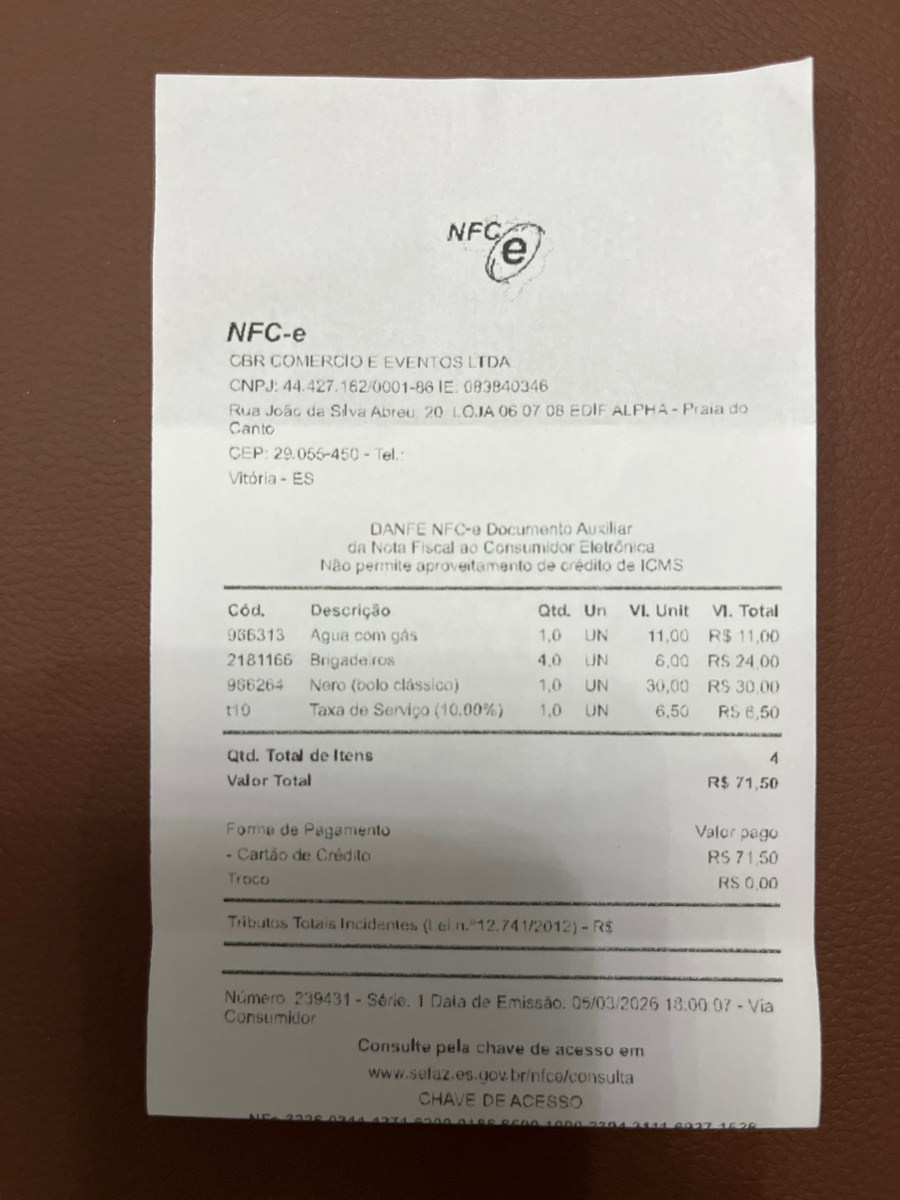 NFC
e
NFC-e
CBR COMERCIO E EVENTOS LTDA
CNPJ: 44.427.162/0001-86 IE: 083840346
Rua João da Silva Abreu, 20 LOJA 06 07 08 EDIF ALPHA - Praia do
Canto
CEP: 29.055-450 - Tel.:
Vitória - ES
DANFE NFC-e Documento Auxiliar
da Nota Fiscal ao Consumidor Eletrônica
Não permite aproveitamento de crédito de ICMS
Cód. Descrição Qtd. Un Vl. Unit Vl. Total
966313 Agua com gás 1,0 UN 11,00 R$ 11,00
2181166 Brigadeiros 4,0 UN 6,00 R$ 24,00
966264 Nero (bolo clássico) 1,0 UN 30,00 R$ 30,00
t10 Taxa de Serviço (10.00%) 1,0 UN 6,50 R$ 6,50
Qtd. Total de Itens 4
Valor Total R$ 71,50
Forma de Pagamento Valor pago
- Cartão de Crédito R$ 71,50
Troco R$ 0,00
Tributos Totais Incidentes (Lei n.º12.741/2012) - R$
Número. 239431 - Série. 1 Data de Emissão: 05/03/2026 18:00:07 - Via
Consumidor
Consulte pela chave de acesso em
www.sefaz.es.gov.br/nfce/consulta
CHAVE DE ACESSO